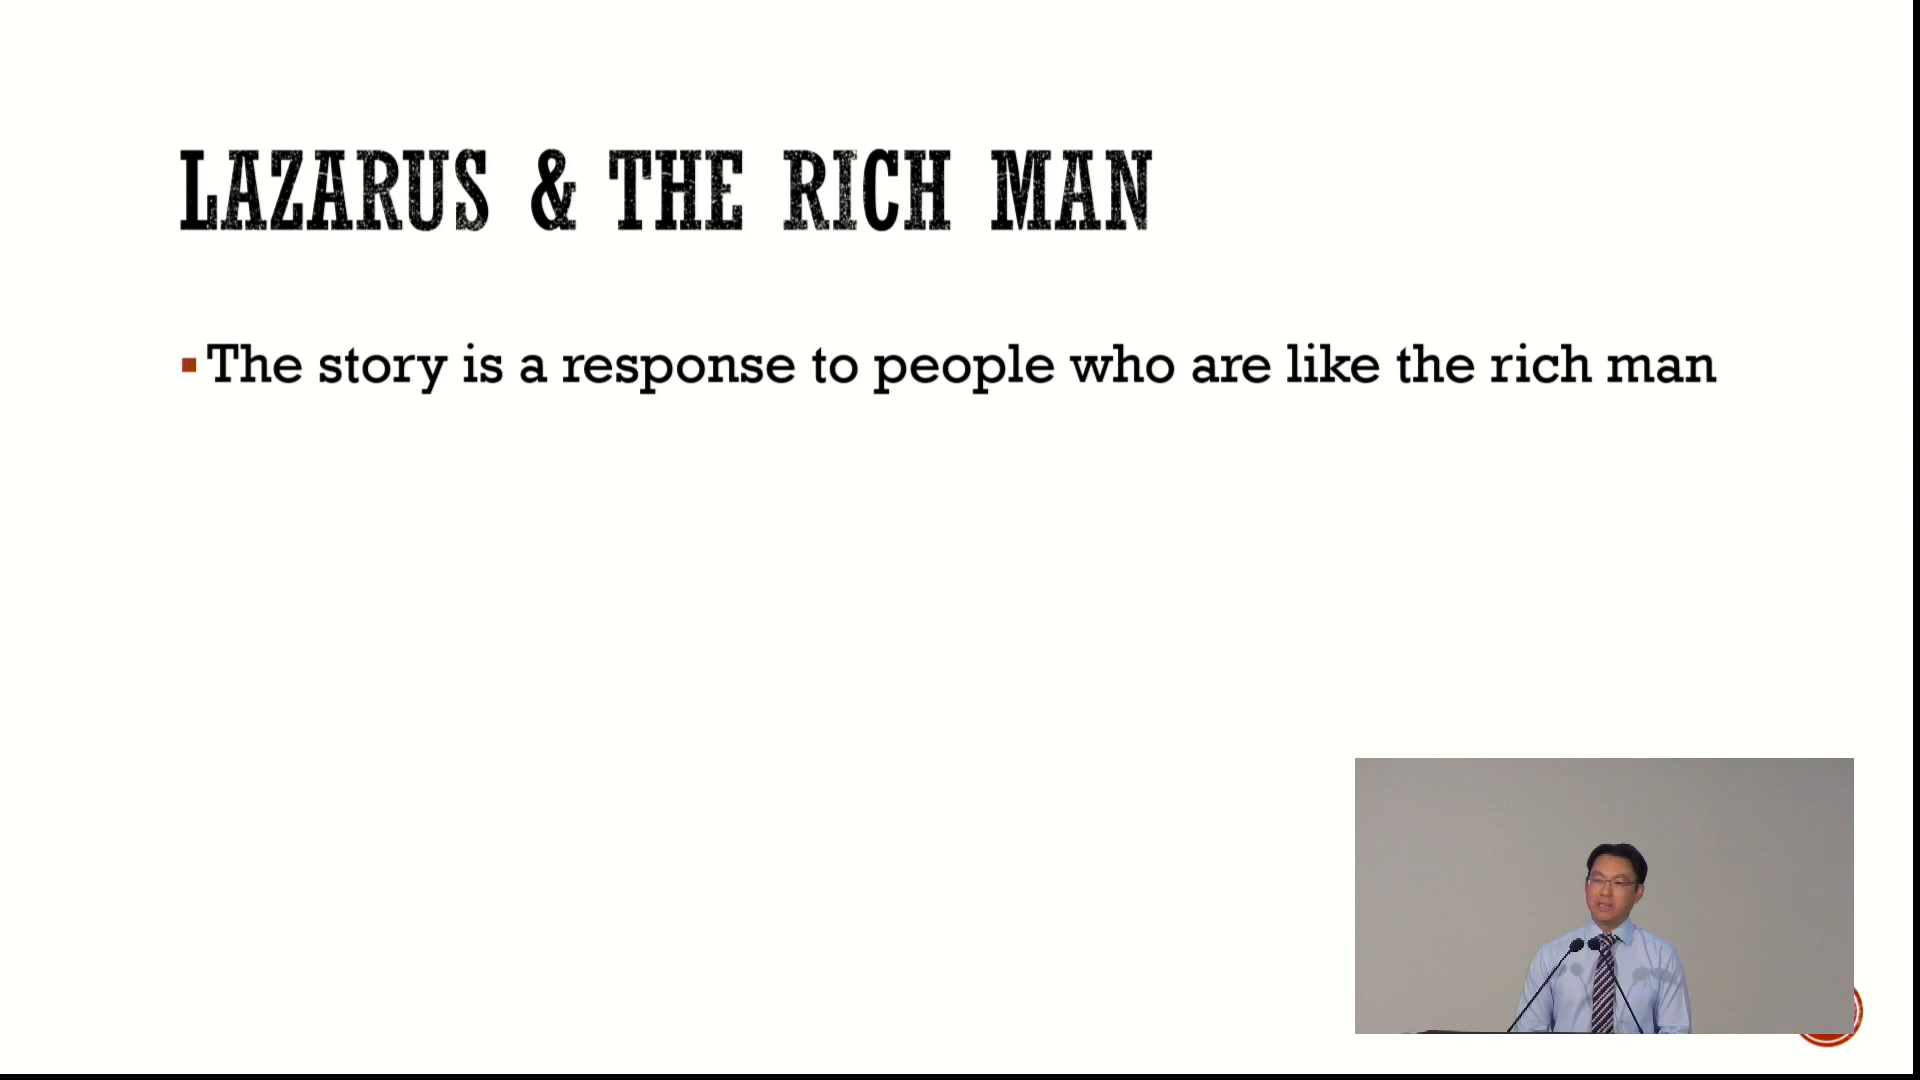 LAZARUS & THE RICH MAN
▪The story is a response to people who are like the rich man